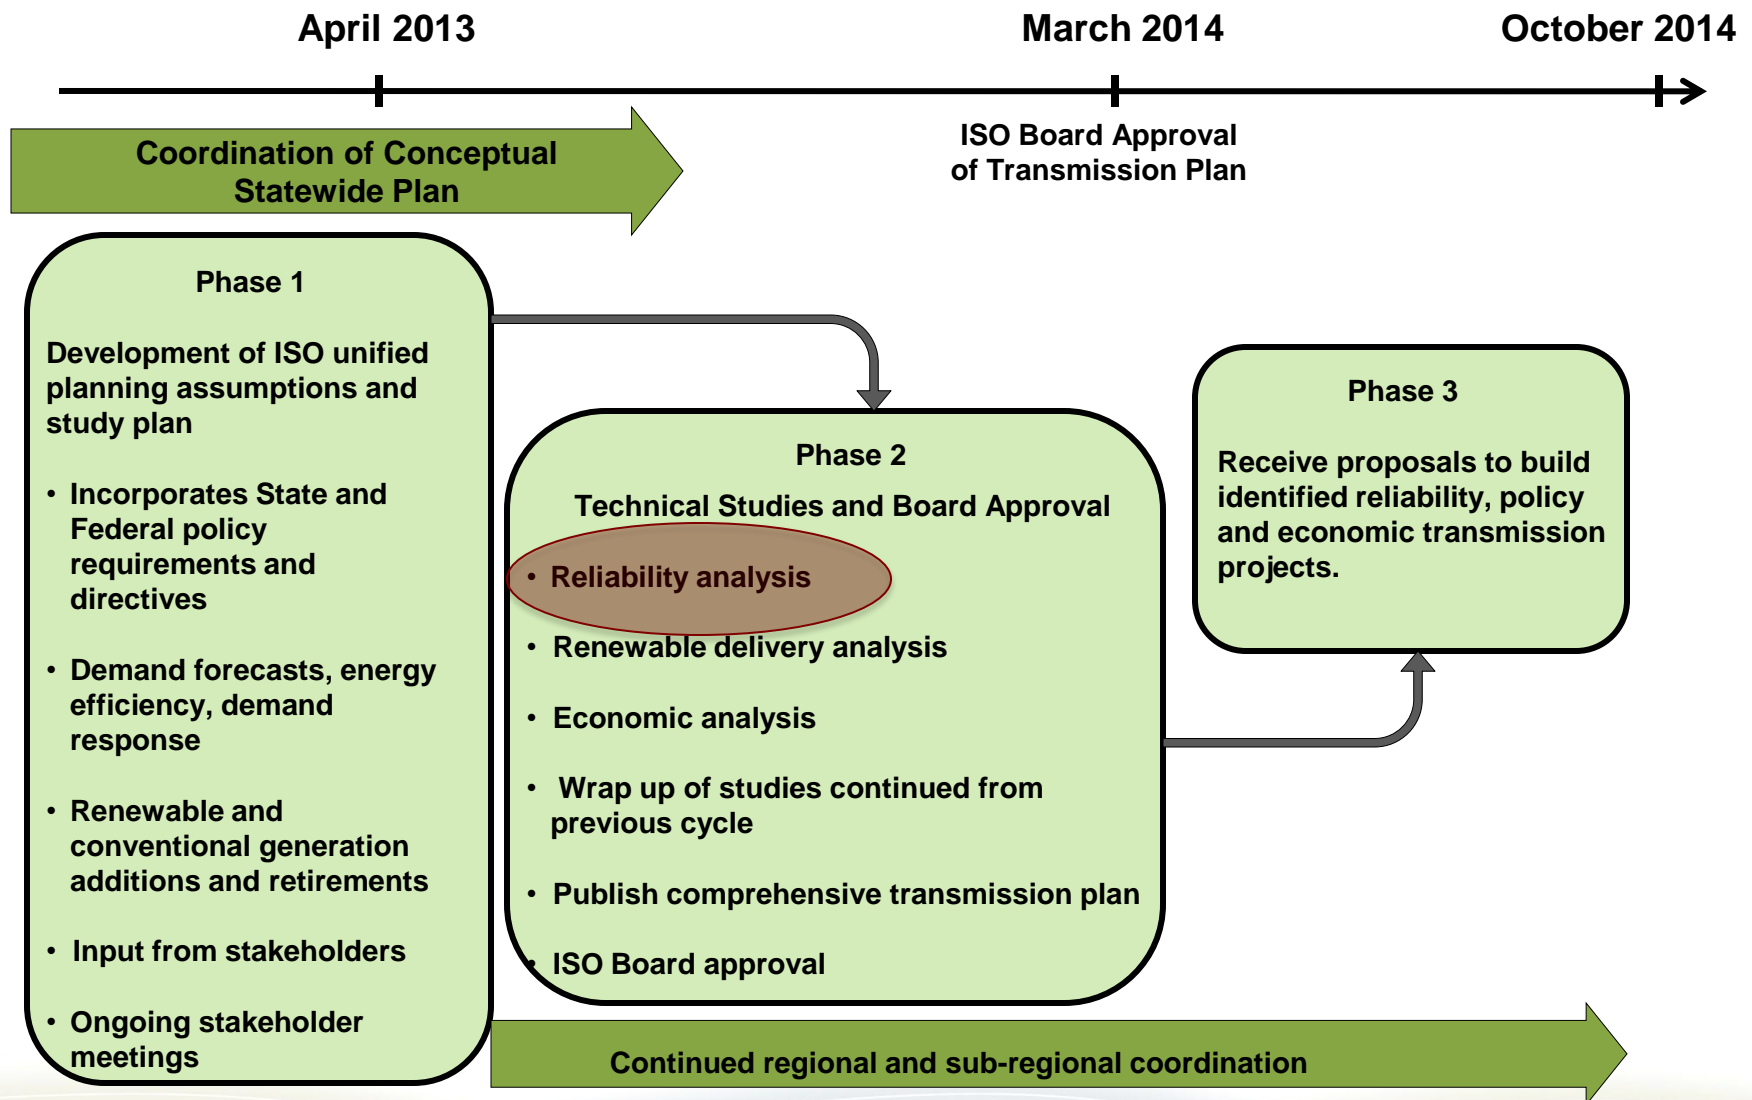 April 2013
March 2014
October 2014
ISO Board Approval
of Transmission Plan
Coordination of Conceptual
Statewide Plan
Phase 1
Development of ISO unified
planning assumptions and
study plan
• Incorporates State and
Federal policy
requirements and
directives
• Demand forecasts, energy
efficiency, demand
response
• Renewable and
conventional generation
additions and retirements
• Input from stakeholders
• Ongoing stakeholder
meetings
Phase 2
Technical Studies and Board Approval
• Reliability analysis
• Renewable delivery analysis
• Economic analysis
• Wrap up of studies continued from
previous cycle
• Publish comprehensive transmission plan
• ISO Board approval
Phase 3
Receive proposals to build
identified reliability, policy
and economic transmission
projects.
Continued regional and sub-regional coordination